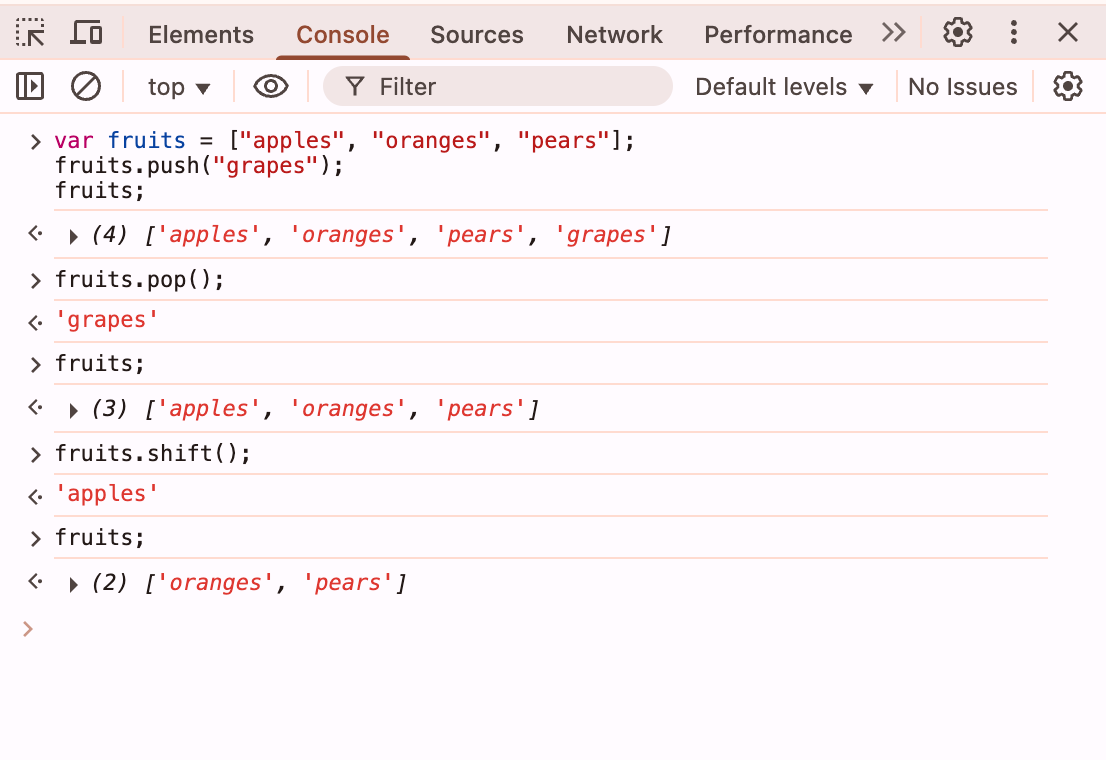 Elements Console Sources Network Performance
top Filter Default levels No Issues
var fruits = ["apples", "oranges", "pears"];
fruits.push("grapes");
fruits;
(4) ['apples', 'oranges', 'pears', 'grapes']
fruits.pop();
'grapes'
fruits;
(3) ['apples', 'oranges', 'pears']
fruits.shift();
'apples'
fruits;
(2) ['oranges', 'pears']